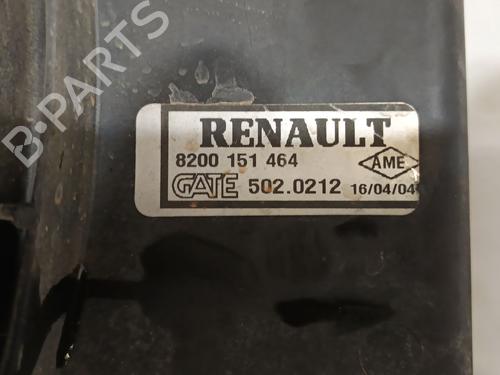 B-PARTS
RENAULT
8200 151 464
AME
GATE 502.0212 16/04/04